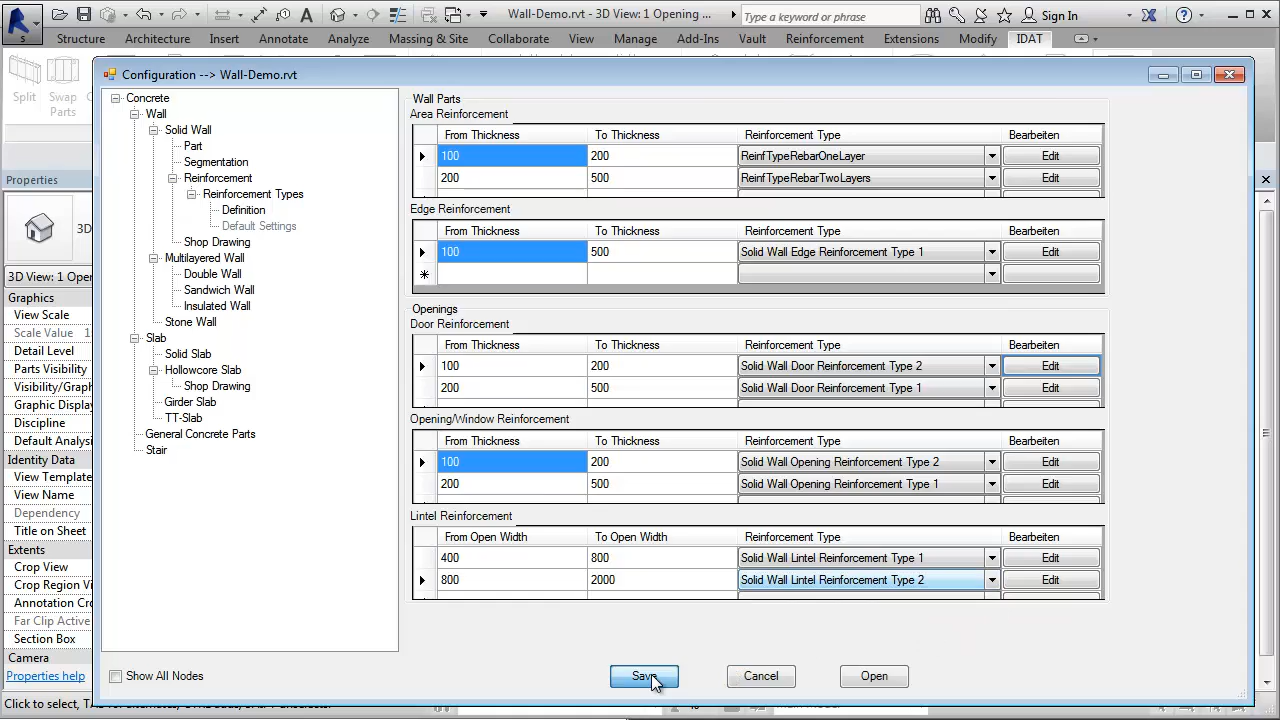 Wall-Demo.rvt - 3D View: 1 Opening ...
Type a keyword or phrase
Sign In
S
Structure
Architecture
Insert
Annotate
Analyze
Massing & Site
Collaborate
View
Manage
Add-Ins
Vault
Reinforcement
Extensions
Modify
IDAT
Split
Swap
Parts
Properties
3D
3D View: 1 Oper
Graphics
View Scale
Scale Value 1
Detail Level
Parts Visibility
Visibility/Graph
Graphic Display
Discipline
Default Analysi
Identity Data
View Template
View Name
Dependency
Title on Sheet
Extents
Crop View
Crop Region Vi
Annotation Cr
Far Clip Active
Section Box
Camera
Properties help
Configuration --> Wall-Demo.rvt
Concrete
Wall
Solid Wall
Part
Segmentation
Reinforcement
Reinforcement Types
Definition
Default Settings
Shop Drawing
Multilayered Wall
Double Wall
Sandwich Wall
Insulated Wall
Stone Wall
Slab
Solid Slab
Hollowcore Slab
Shop Drawing
Girder Slab
TT-Slab
General Concrete Parts
Stair
Wall Parts
Area Reinforcement
From Thickness To Thickness Reinforcement Type Bearbeiten
100 200 ReinfTypeRebarOneLayer Edit
200 500 ReinfTypeRebarTwoLayers Edit
Edge Reinforcement
From Thickness To Thickness Reinforcement Type Bearbeiten
100 500 Solid Wall Edge Reinforcement Type 1 Edit
Openings
Door Reinforcement
From Thickness To Thickness Reinforcement Type Bearbeiten
100 200 Solid Wall Door Reinforcement Type 2 Edit
200 500 Solid Wall Door Reinforcement Type 1 Edit
Opening/Window Reinforcement
From Thickness To Thickness Reinforcement Type Bearbeiten
100 200 Solid Wall Opening Reinforcement Type 2 Edit
200 500 Solid Wall Opening Reinforcement Type 1 Edit
Lintel Reinforcement
From Open Width To Open Width Reinforcement Type Bearbeiten
400 800 Solid Wall Lintel Reinforcement Type 1 Edit
800 2000 Solid Wall Lintel Reinforcement Type 2 Edit
Show All Nodes
Save Cancel Open